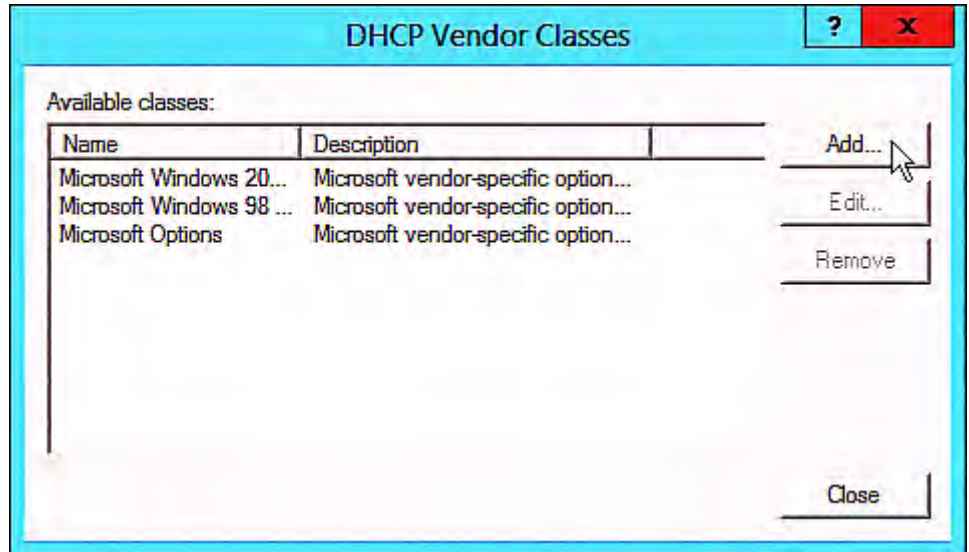 DHCP Vendor Classes
? x
Available classes:
Name Description
Add...
Microsoft Windows 20... Microsoft vendor-specific option...
Microsoft Windows 98 ... Microsoft vendor-specific option...
Edit...
Microsoft Options Microsoft vendor-specific option...
Remove
Close